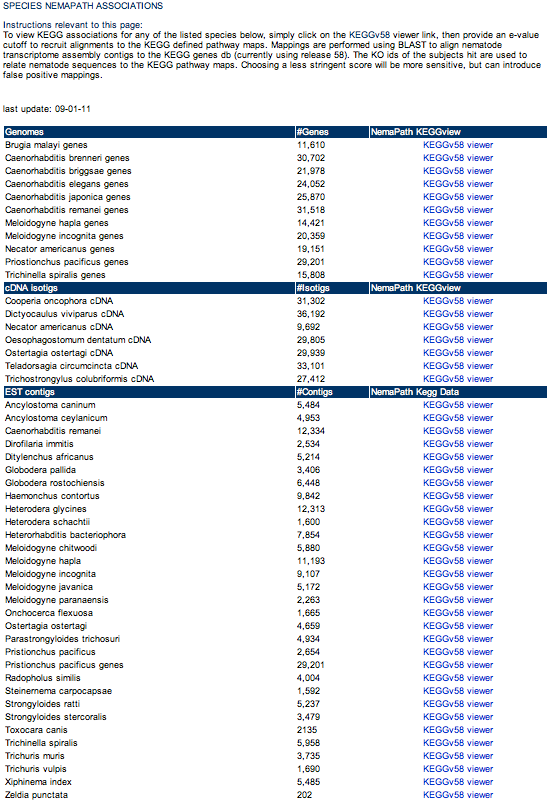 SPECIES NEMAPATH ASSOCIATIONS
Instructions relevant to this page:
To view KEGG associations for any of the listed species below, simply click on the KEGGv58 viewer link, then provide an e-value
cutoff to recruit alignments to the KEGG defined pathway maps. Mappings are performed using BLAST to align nematode
transcriptome assembly contigs to the KEGG genes db (currently using release 58). The KO ids of the subjects hit are used to
relate nematode sequences to the KEGG pathway maps. Choosing a less stringent score will be more sensitive, but can introduce
false positive mappings.
last update: 09-01-11
Genomes #Genes NemaPath KEGGview
Brugia malayi genes 11,610 KEGGv58 viewer
Caenorhabditis brenneri genes 30,702 KEGGv58 viewer
Caenorhabditis briggsae genes 21,978 KEGGv58 viewer
Caenorhabditis elegans genes 24,052 KEGGv58 viewer
Caenorhabditis japonica genes 25,870 KEGGv58 viewer
Caenorhabditis remanei genes 31,518 KEGGv58 viewer
Meloidogyne hapla genes 14,421 KEGGv58 viewer
Meloidogyne incognita genes 20,359 KEGGv58 viewer
Necator americanus genes 19,151 KEGGv58 viewer
Priostionchus pacificus genes 29,201 KEGGv58 viewer
Trichinella spiralis genes 15,808 KEGGv58 viewer
cDNA isotigs #Isotigs NemaPath KEGGview
Cooperia oncophora cDNA 31,302 KEGGv58 viewer
Dictyocaulus viviparus cDNA 36,192 KEGGv58 viewer
Necator americanus cDNA 9,692 KEGGv58 viewer
Oesophagostomum dentatum cDNA 29,805 KEGGv58 viewer
Ostertagia ostertagi cDNA 29,939 KEGGv58 viewer
Teladorsagia circumcincta cDNA 33,101 KEGGv58 viewer
Trichostrongylus colubriformis cDNA 27,412 KEGGv58 viewer
EST contigs #Contigs NemaPath Kegg Data
Ancylostoma caninum 5,484 KEGGv58 viewer
Ancylostoma ceylanicum 4,953 KEGGv58 viewer
Caenorhabditis remanei 12,334 KEGGv58 viewer
Dirofilaria immitis 2,534 KEGGv58 viewer
Ditylenchus africanus 5,214 KEGGv58 viewer
Globodera pallida 3,406 KEGGv58 viewer
Globodera rostochiensis 6,448 KEGGv58 viewer
Haemonchus contortus 9,842 KEGGv58 viewer
Heterodera glycines 12,313 KEGGv58 viewer
Heterodera schachtii 1,600 KEGGv58 viewer
Heterorhabditis bacteriophora 7,854 KEGGv58 viewer
Meloidogyne chitwoodi 5,880 KEGGv58 viewer
Meloidogyne hapla 11,193 KEGGv58 viewer
Meloidogyne incognita 9,107 KEGGv58 viewer
Meloidogyne javanica 5,172 KEGGv58 viewer
Meloidogyne paranaensis 2,263 KEGGv58 viewer
Onchocerca flexuosa 1,665 KEGGv58 viewer
Ostertagia ostertagi 4,659 KEGGv58 viewer
Parastrongyloides trichosuri 4,934 KEGGv58 viewer
Pristionchus pacificus 2,654 KEGGv58 viewer
Pristionchus pacificus genes 29,201 KEGGv58 viewer
Radopholus similis 4,004 KEGGv58 viewer
Steinernema carpocapsae 1,592 KEGGv58 viewer
Strongyloides ratti 5,237 KEGGv58 viewer
Strongyloides stercoralis 3,479 KEGGv58 viewer
Toxocara canis 2135 KEGGv58 viewer
Trichinella spiralis 5,958 KEGGv58 viewer
Trichuris muris 3,735 KEGGv58 viewer
Trichuris vulpis 1,690 KEGGv58 viewer
Xiphinema index 5,485 KEGGv58 viewer
Zeldia punctata 202 KEGGv58 viewer